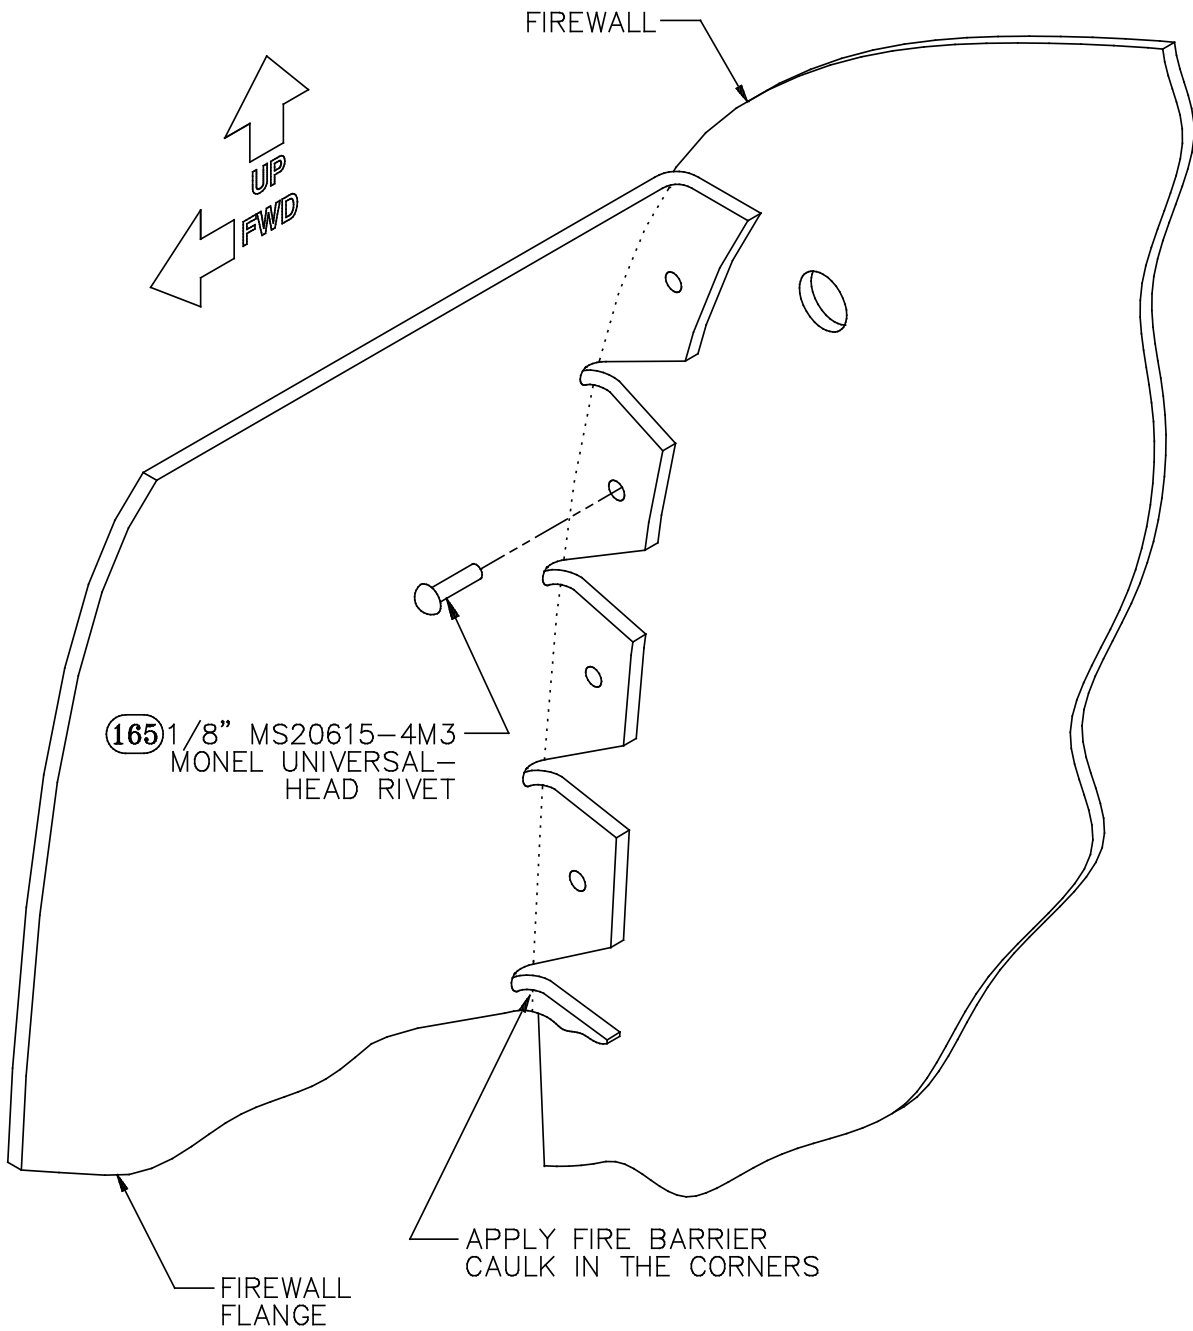 FIREWALL
UP
FWD
165 1/8” MS20615-4M3
MONEL UNIVERSAL-
HEAD RIVET
APPLY FIRE BARRIER
CAULK IN THE CORNERS
FIREWALL
FLANGE